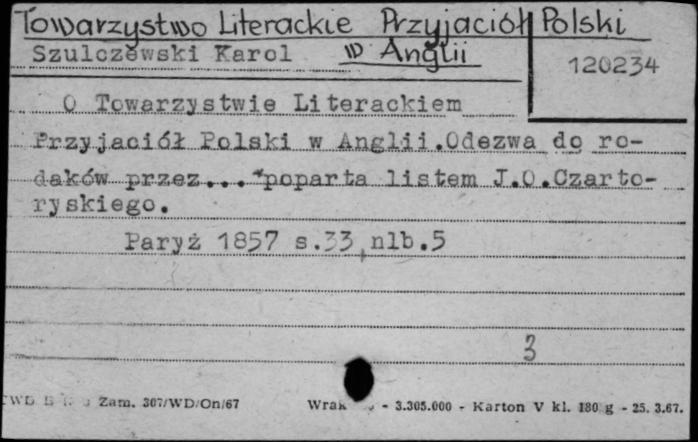 Towarzystwo Literackie Przyjaciół Polski
w Anglii
Szulczewski Karol
120234
O Towarzystwie Literackiem
Przyjaciół Polski w Anglii.Odezwa do ro-
daków przez... poparta listem J.O.Czarto-
ryskiego.
Paryż 1857 s.33, nlb.5
3
Zam. 307/WD/On/67
- 3.305.000 - Karton V kl. 180 g - 25. 3.67.